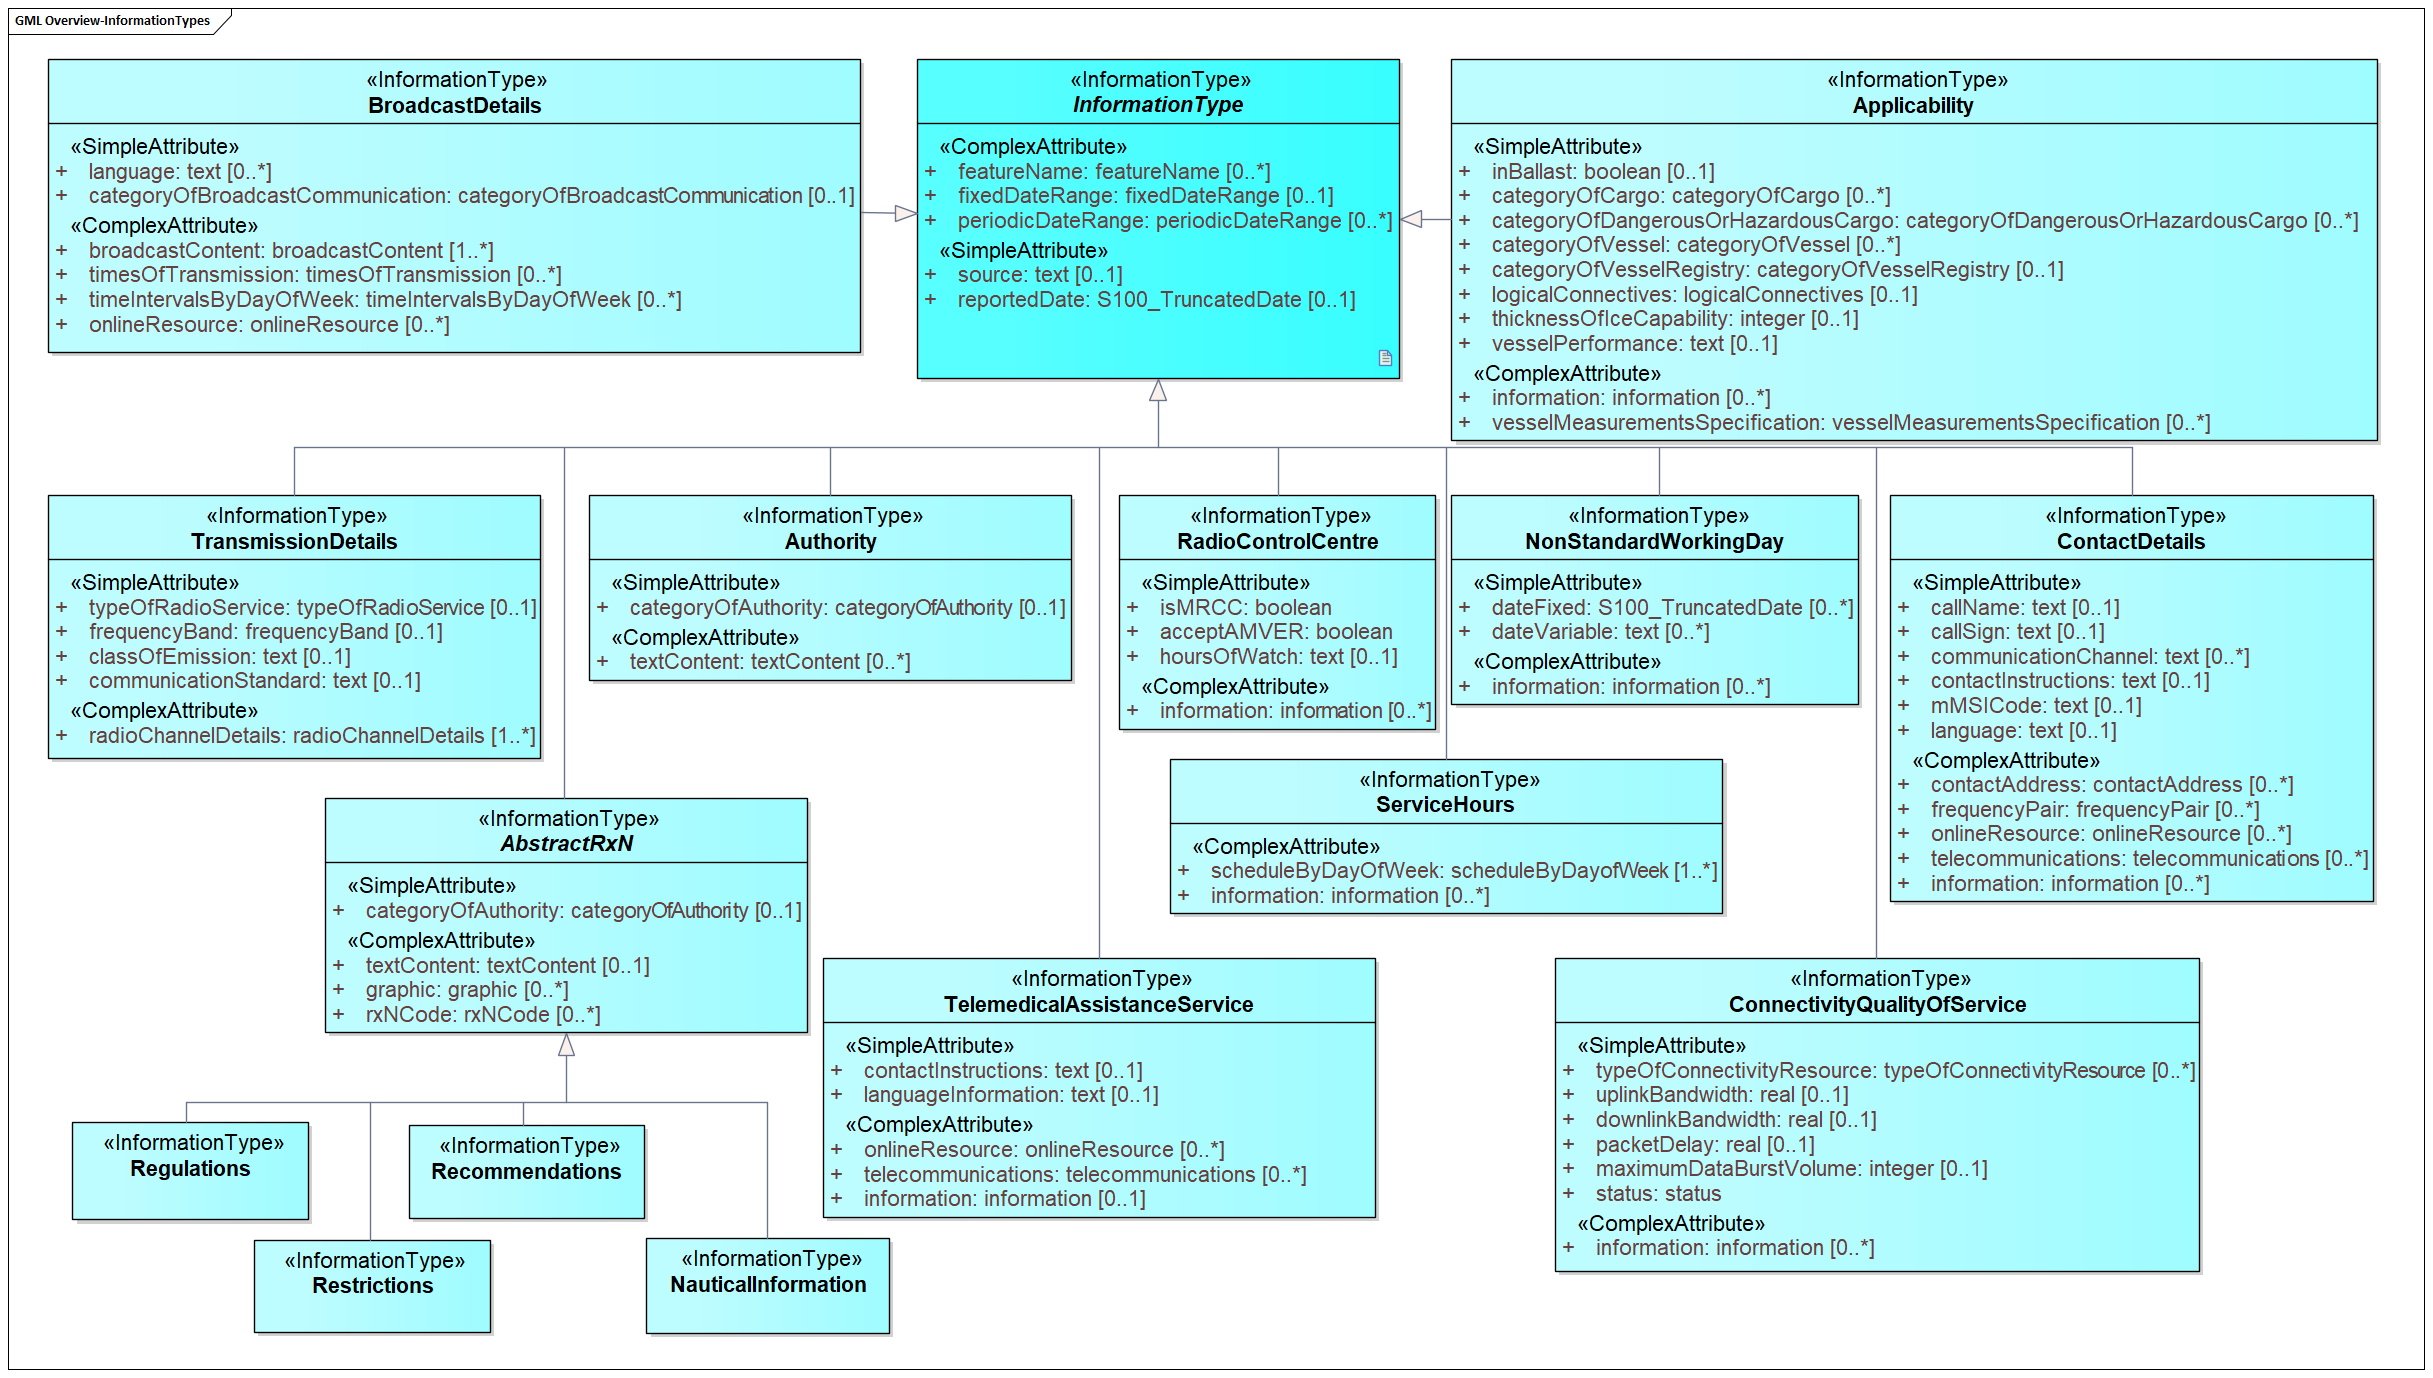 GML Overview-InformationTypes
«InformationType»
BroadcastDetails
«SimpleAttribute»
+ language: text [0..*]
+ categoryOfBroadcastCommunication: categoryOfBroadcastCommunication [0..1]
«ComplexAttribute»
+ broadcastContent: broadcastContent [1..*]
+ timesOfTransmission: timesOfTransmission [0..*]
+ timeIntervalsByDayOfWeek: timeIntervalsByDayOfWeek [0..*]
+ onlineResource: onlineResource [0..*]
«InformationType»
InformationType
«ComplexAttribute»
+ featureName: featureName [0..*]
+ fixedDateRange: fixedDateRange [0..1]
+ periodicDateRange: periodicDateRange [0..*]
«SimpleAttribute»
+ source: text [0..1]
+ reportedDate: S100_TruncatedDate [0..1]
«InformationType»
Applicability
«SimpleAttribute»
+ inBallast: boolean [0..1]
+ categoryOfCargo: categoryOfCargo [0..*]
+ categoryOfDangerousOrHazardousCargo: categoryOfDangerousOrHazardousCargo [0..*]
+ categoryOfVessel: categoryOfVessel [0..*]
+ categoryOfVesselRegistry: categoryOfVesselRegistry [0..1]
+ logicalConnectives: logicalConnectives [0..1]
+ thicknessOfIceCapability: integer [0..1]
+ vesselPerformance: text [0..1]
«ComplexAttribute»
+ information: information [0..*]
+ vesselMeasurementsSpecification: vesselMeasurementsSpecification [0..*]
«InformationType»
TransmissionDetails
«SimpleAttribute»
+ typeOfRadioService: typeOfRadioService [0..1]
+ frequencyBand: frequencyBand [0..1]
+ classOfEmission: text [0..1]
+ communicationStandard: text [0..1]
«ComplexAttribute»
+ radioChannelDetails: radioChannelDetails [1..*]
«InformationType»
Authority
«SimpleAttribute»
+ categoryOfAuthority: categoryOfAuthority [0..1]
«ComplexAttribute»
+ textContent: textContent [0..*]
«InformationType»
RadioControlCentre
«SimpleAttribute»
+ isMRCC: boolean
+ acceptAMVER: boolean
+ hoursOfWatch: text [0..1]
«ComplexAttribute»
+ information: information [0..*]
«InformationType»
NonStandardWorkingDay
«SimpleAttribute»
+ dateFixed: S100_TruncatedDate [0..*]
+ dateVariable: text [0..*]
«ComplexAttribute»
+ information: information [0..*]
«InformationType»
ContactDetails
«SimpleAttribute»
+ callName: text [0..1]
+ callSign: text [0..1]
+ communicationChannel: text [0..*]
+ contactInstructions: text [0..1]
+ mMSICode: text [0..1]
+ language: text [0..1]
«ComplexAttribute»
+ contactAddress: contactAddress [0..*]
+ frequencyPair: frequencyPair [0..*]
+ onlineResource: onlineResource [0..*]
+ telecommunications: telecommunications [0..*]
+ information: information [0..*]
«InformationType»
ServiceHours
«ComplexAttribute»
+ scheduleByDayOfWeek: scheduleByDayofWeek [1..*]
+ information: information [0..*]
«InformationType»
AbstractRxN
«SimpleAttribute»
+ categoryOfAuthority: categoryOfAuthority [0..1]
«ComplexAttribute»
+ textContent: textContent [0..1]
+ graphic: graphic [0..*]
+ rxNCode: rxNCode [0..*]
«InformationType»
TelemedicalAssistanceService
«SimpleAttribute»
+ contactInstructions: text [0..1]
+ languageInformation: text [0..1]
«ComplexAttribute»
+ onlineResource: onlineResource [0..*]
+ telecommunications: telecommunications [0..*]
+ information: information [0..1]
«InformationType»
ConnectivityQualityOfService
«SimpleAttribute»
+ typeOfConnectivityResource: typeOfConnectivityResource [0..*]
+ uplinkBandwidth: real [0..1]
+ downlinkBandwidth: real [0..1]
+ packetDelay: real [0..1]
+ maximumDataBurstVolume: integer [0..1]
+ status: status
«ComplexAttribute»
+ information: information [0..*]
«InformationType»
Regulations
«InformationType»
Recommendations
«InformationType»
Restrictions
«InformationType»
NauticalInformation